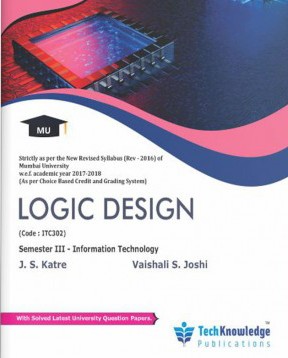 MU
Strictly as per the New Revised Syllabus (Rev - 2016) of
Mumbai University
w.e.f. academic year 2017-2018
(As per Choice Based Credit and Grading System)
LOGIC DESIGN
(Code : ITC302)
Semester III - Information Technology
J. S. Katre Vaishali S. Joshi
With Solved Latest University Question Papers.
TechKnowledge™
Publications